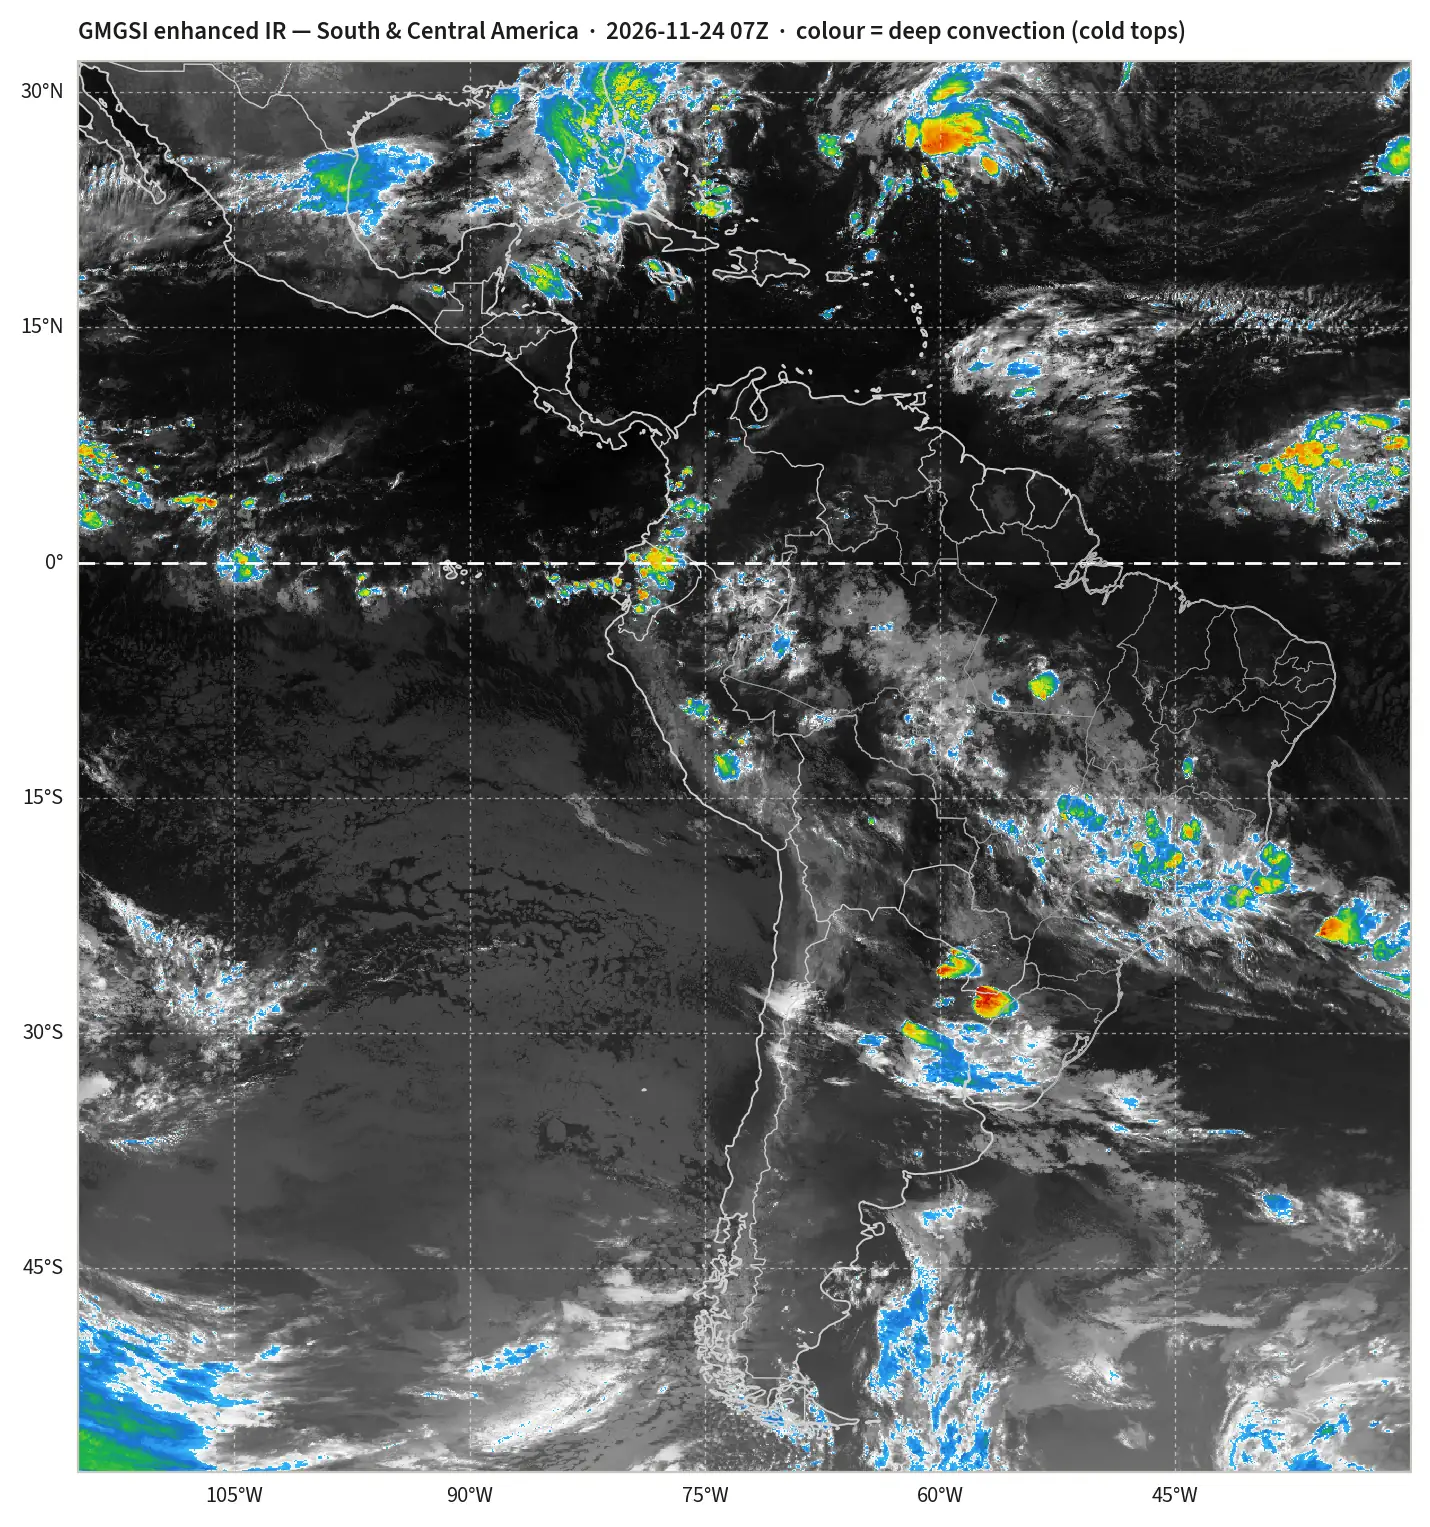 GMGSI enhanced IR — South & Central America · 2026-11-24 07Z · colour = deep convection (cold tops)
30°N
15°N
0°
15°S
30°S
45°S
105°W 90°W 75°W 60°W 45°W